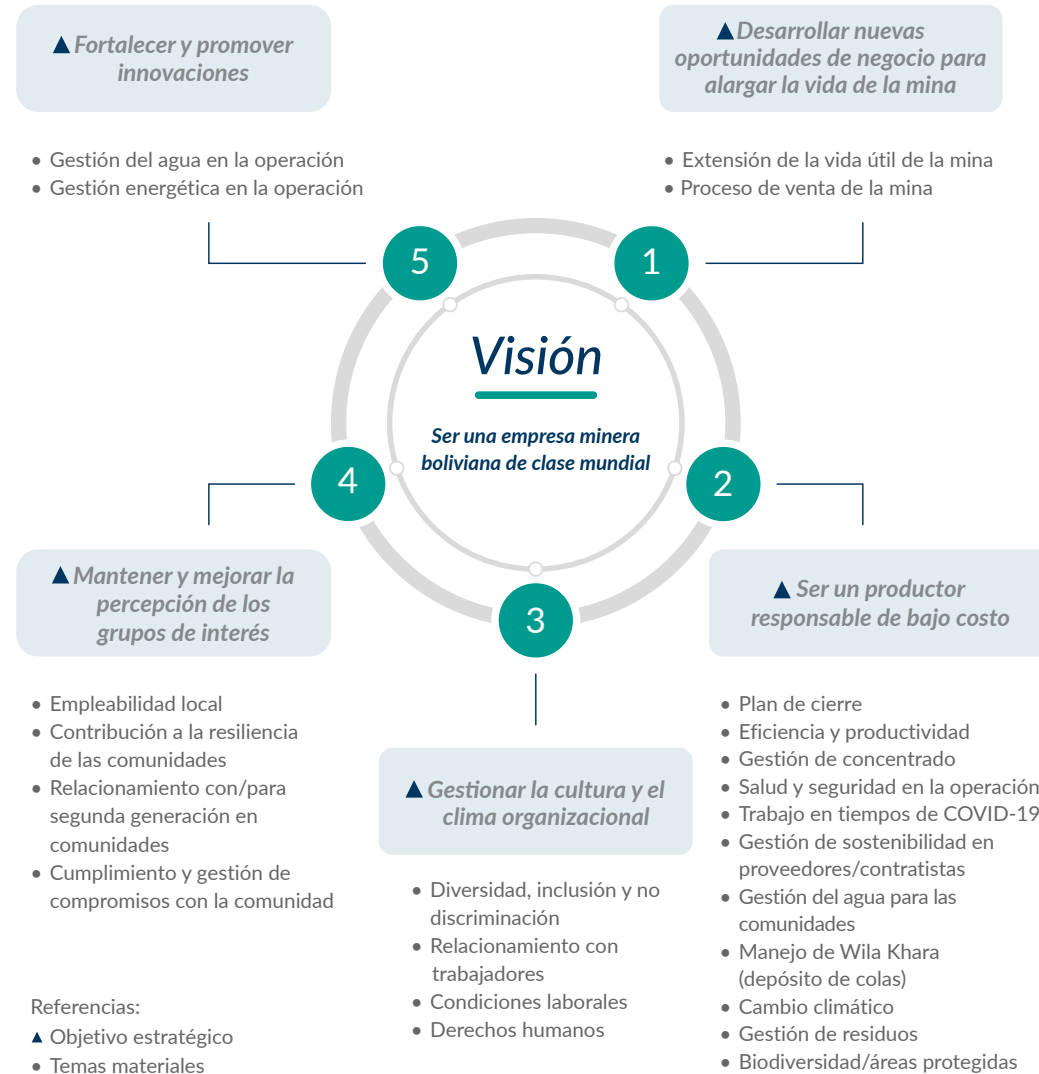 ▲ Fortalecer y promover
innovaciones
• Gestión del agua en la operación
• Gestión energética en la operación
▲ Desarrollar nuevas
oportunidades de negocio para
alargar la vida de la mina
• Extensión de la vida útil de la mina
• Proceso de venta de la mina
5
1
Visión
Ser una empresa minera
boliviana de clase mundial
4
2
3
▲ Mantener y mejorar la
percepción de los
grupos de interés
• Empleabilidad local
• Contribución a la resiliencia
de las comunidades
• Relacionamiento con/para
segunda generación en
comunidades
• Cumplimiento y gestión de
compromisos con la comunidad
▲ Gestionar la cultura y el
clima organizacional
• Diversidad, inclusión y no
discriminación
• Relacionamiento con
trabajadores
• Condiciones laborales
• Derechos humanos
▲ Ser un productor
responsable de bajo costo
• Plan de cierre
• Eficiencia y productividad
• Gestión de concentrado
• Salud y seguridad en la operación
• Trabajo en tiempos de COVID-19
• Gestión de sostenibilidad en
proveedores/contratistas
• Gestión del agua para las
comunidades
• Manejo de Wila Khara
(depósito de colas)
• Cambio climático
• Gestión de residuos
• Biodiversidad/áreas protegidas
Referencias:
▲ Objetivo estratégico
• Temas materiales